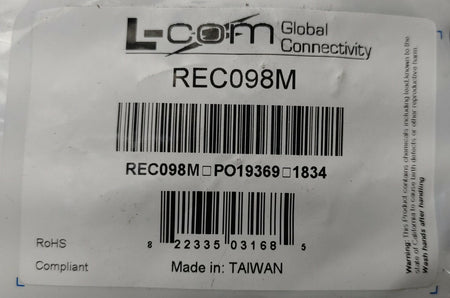 L-com Global
Connectivity
REC098M
REC098M□PO19369□1834
8 22335 03168 5
RoHS
Compliant
Made in: TAIWAN
Warning: This Product contains chemicals including lead,known to the
state of California to cause birth defects or other reproductive harm.
Wash hands after handling